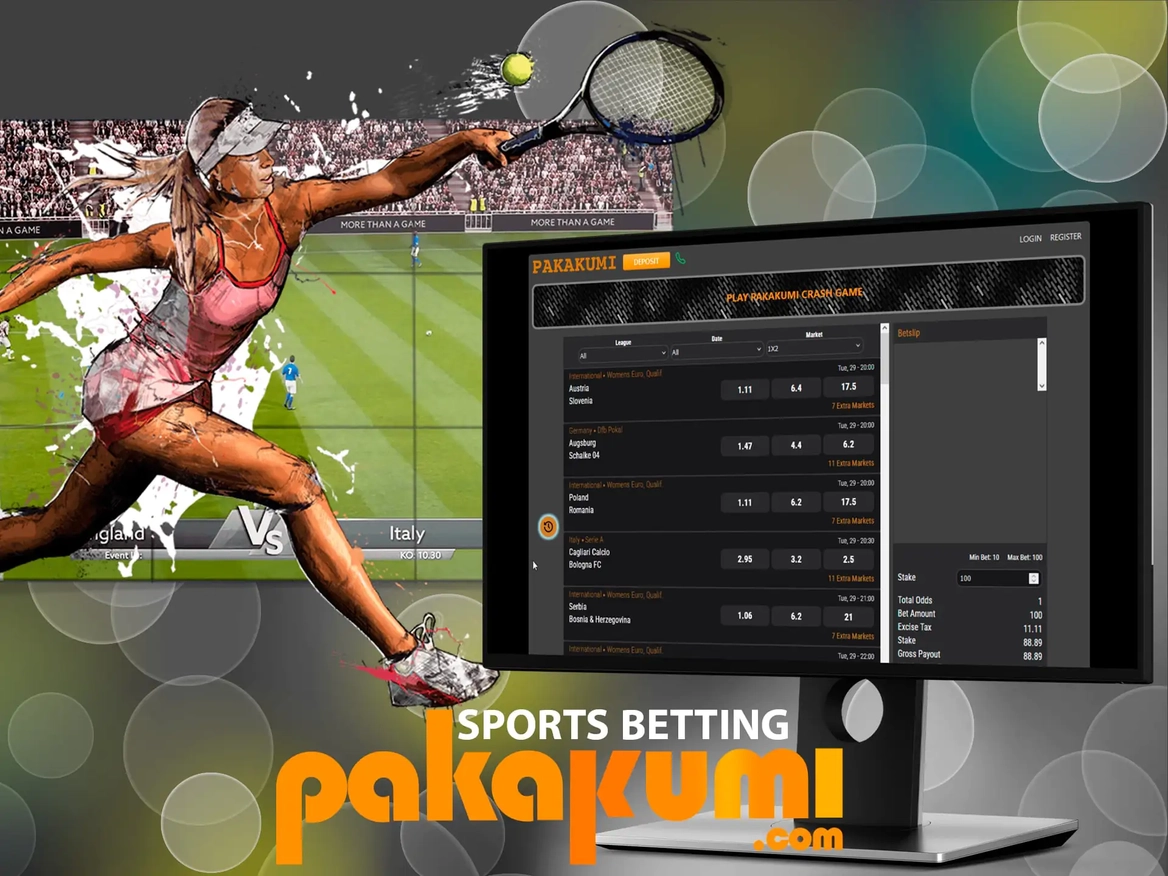 N A GAME
MORE THAN A GAME
MORE THAN A GAME
gland
VS
Italy
KO: 10.30
LOGIN REGISTER
PAKAKUMI DEPOSIT
PLAY PAKAKUMI CRASH GAME
League Date Market
All All 1X2
International • Womens Euro, Qualif. Tue, 29 - 20:00
Austria
Slovenia
1.11 6.4 17.5
7 Extra Markets
Germany • Dfb Pokal Tue, 29 - 20:00
Augsburg
Schalke 04
1.47 4.4 6.2
11 Extra Markets
International • Womens Euro, Qualif. Tue, 29 - 20:00
Poland
Romania
1.11 6.2 17.5
7 Extra Markets
Italy • Serie A Tue, 29 - 20:30
Cagliari Calcio
Bologna FC
2.95 3.2 2.5
11 Extra Markets
International • Womens Euro, Qualif. Tue, 29 - 21:00
Serbia
Bosnia & Herzegovina
1.06 6.2 21
7 Extra Markets
International • Womens Euro, Qualif. Tue, 29 - 22:00
Betslip
Min Bet: 10 Max Bet: 100
Stake 100
Total Odds 1
Bet Amount 100
Excise Tax 11.11
Stake 88.89
Gross Payout 88.89
SPORTS BETTING
pakakumi
.com